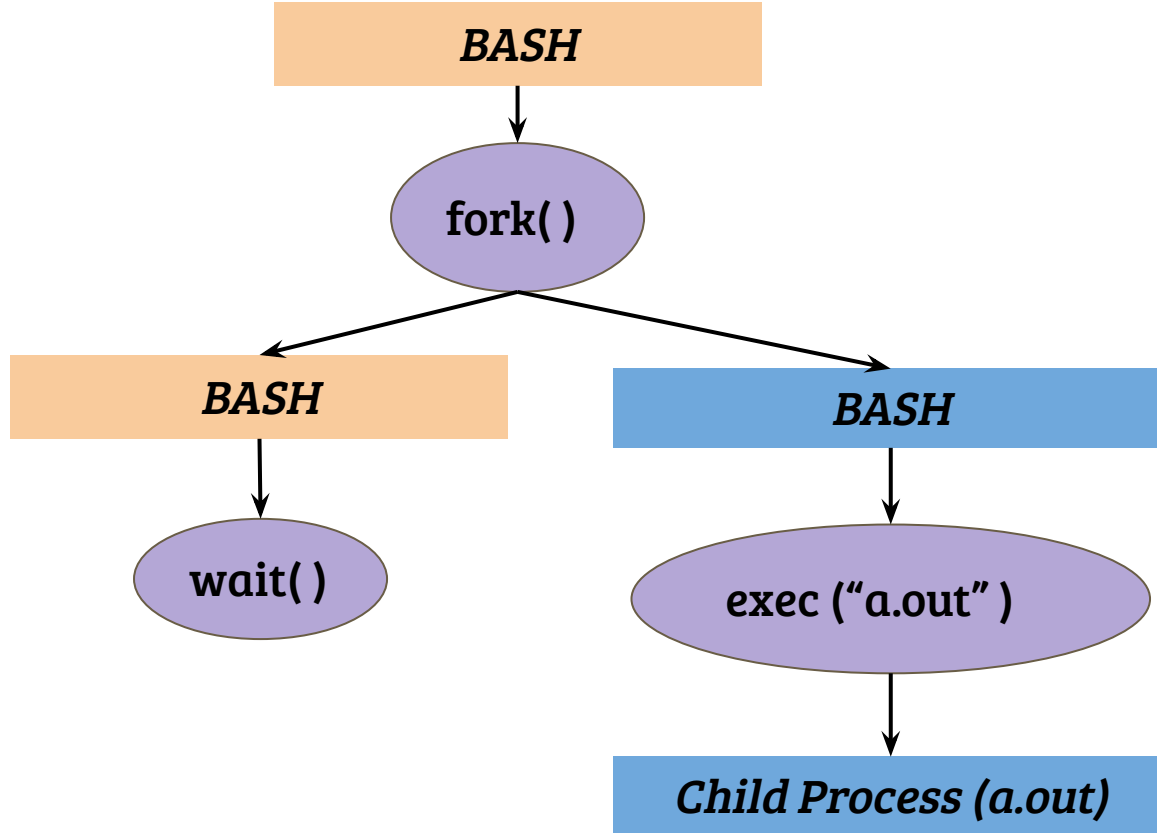 BASH
fork( )
BASH
BASH
wait( )
exec (“a.out” )
Child Process (a.out)